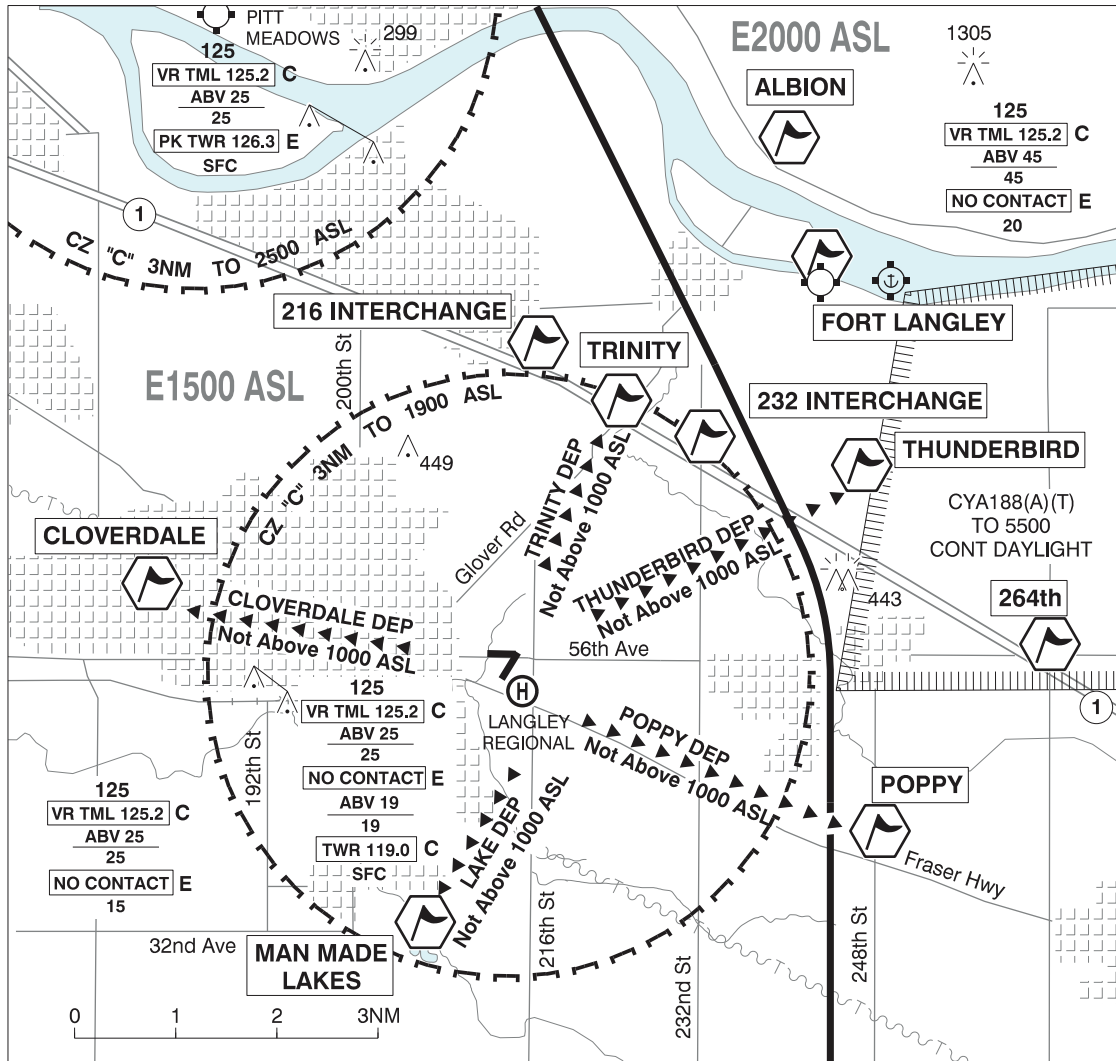 PITT
MEADOWS
125
VR TML 125.2 C
ABV 25
25
PK TWR 126.3 E
SFC
299
E2000 ASL
1305
ALBION
125
VR TML 125.2 C
ABV 45
45
NO CONTACT E
20
1
CZ "C" 3NM TO 2500 ASL
216 INTERCHANGE
TRINITY
FORT LANGLEY
E1500 ASL
200th St
232 INTERCHANGE
THUNDERBIRD
CZ "C" 3NM TO 1900 ASL
449
CYA188(A)(T)
TO 5500
CONT DAYLIGHT
CLOVERDALE
Glover Rd
TRINITY DEP
Not Above 1000 ASL
THUNDERBIRD DEP
Not Above 1000 ASL
443
264th
CLOVERDALE DEP
Not Above 1000 ASL
56th Ave
H
LANGLEY
REGIONAL
125
VR TML 125.2 C
ABV 25
25
NO CONTACT E
ABV 19
19
TWR 119.0 C
SFC
POPPY DEP
Not Above 1000 ASL
1
192th St
125
VR TML 125.2 C
ABV 25
25
NO CONTACT E
15
POPPY
LAKE DEP
Not Above 1000 ASL
Fraser Hwy
32nd Ave
MAN MADE
LAKES
216th St
232nd St
248th St
0 1 2 3NM